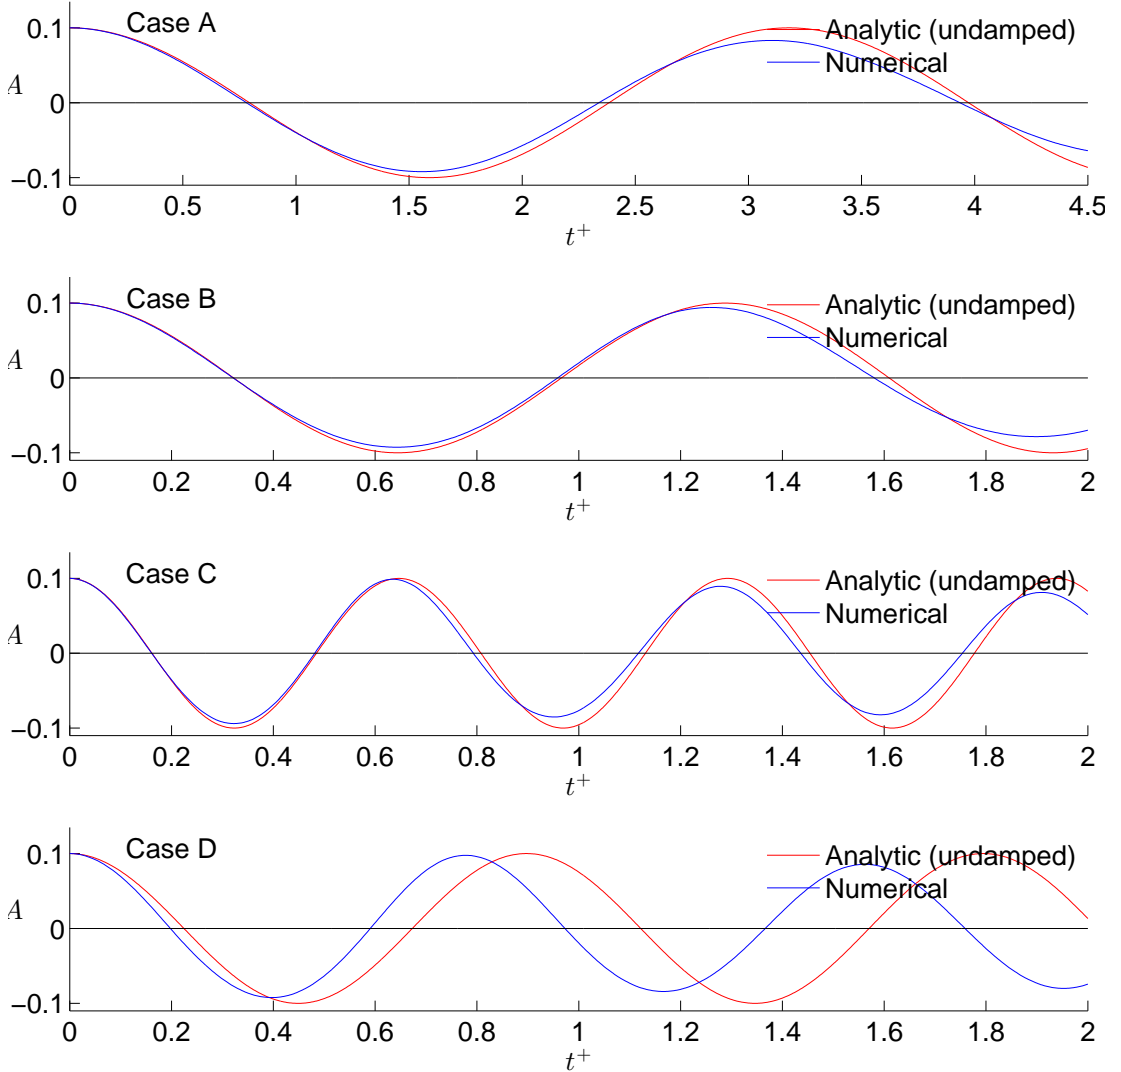 Case A
Analytic (undamped)
Numerical
0.1
A
0
−0.1
0 0.5 1 1.5 2 2.5 3 3.5 4 4.5
t+
Case B
Analytic (undamped)
Numerical
0.1
A
0
−0.1
0 0.2 0.4 0.6 0.8 1 1.2 1.4 1.6 1.8 2
t+
Case C
Analytic (undamped)
Numerical
0.1
A
0
−0.1
0 0.2 0.4 0.6 0.8 1 1.2 1.4 1.6 1.8 2
t+
Case D
Analytic (undamped)
Numerical
0.1
A
0
−0.1
0 0.2 0.4 0.6 0.8 1 1.2 1.4 1.6 1.8 2
t+